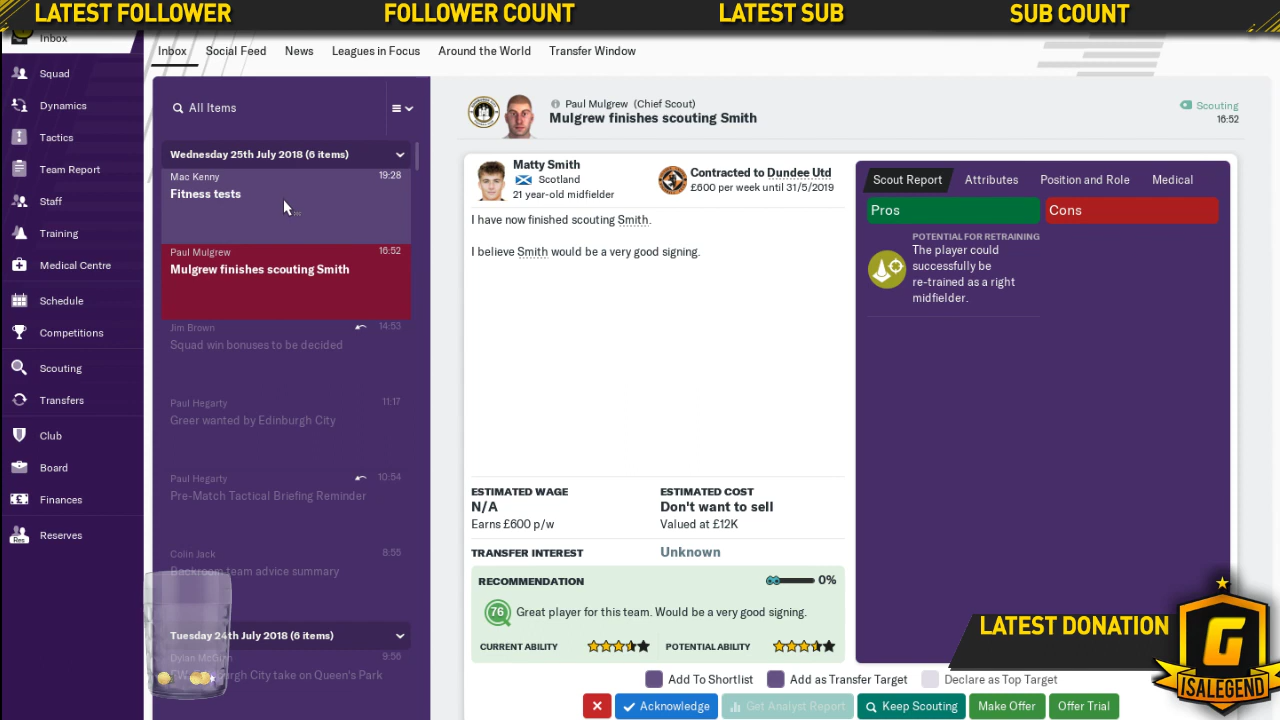 LATEST FOLLOWER
FOLLOWER COUNT
LATEST SUB
SUB COUNT
Inbox
Squad
Dynamics
Tactics
Team Report
Staff
Training
Medical Centre
Schedule
Competitions
Scouting
Transfers
Club
Board
Finances
Res
Reserves
Inbox
Social Feed
News
Leagues in Focus
Around the World
Transfer Window
All Items
Wednesday 25th July 2018 (6 items)
Mac Kenny 19:28
Fitness tests
Paul Mulgrew 16:52
Mulgrew finishes scouting Smith
Jim Brown 14:53
Squad win bonuses to be decided
Paul Hegarty 11:17
Greer wanted by Edinburgh City
Paul Hegarty 10:54
Pre-Match Tactical Briefing Reminder
Colin Jack 8:55
Backroom team advice summary
Tuesday 24th July 2018 (6 items)
Dylan McGunn 9:56
Edinburgh City take on Queen's Park
Paul Mulgrew (Chief Scout)
Mulgrew finishes scouting Smith
Scouting
16:52
Matty Smith
Scotland
21 year-old midfielder
Contracted to Dundee Utd
£600 per week until 31/5/2019
I have now finished scouting Smith.
I believe Smith would be a very good signing.
ESTIMATED WAGE
N/A
Earns £600 p/w
ESTIMATED COST
Don't want to sell
Valued at £12K
TRANSFER INTEREST
Unknown
RECOMMENDATION
0%
76
Great player for this team. Would be a very good signing.
CURRENT ABILITY
POTENTIAL ABILITY
Scout Report
Attributes
Position and Role
Medical
Pros
Cons
POTENTIAL FOR RETRAINING
The player could
successfully be
re-trained as a right
midfielder.
Add To Shortlist
Add as Transfer Target
Declare as Top Target
Acknowledge
Get Analyst Report
Keep Scouting
Make Offer
Offer Trial
LATEST DONATION
G
ISALEGEND